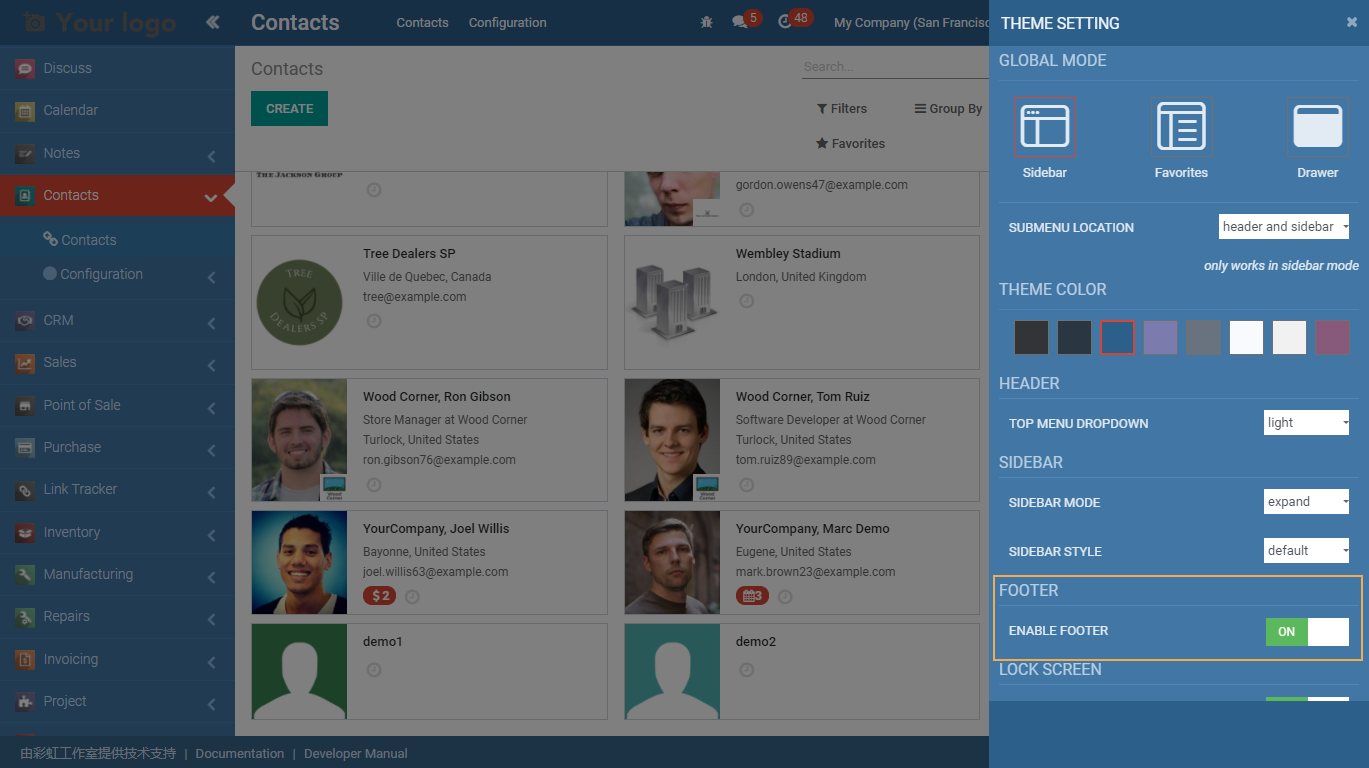 Your logo
Contacts
Contacts
Configuration
5
48
My Company (San Francisc
THEME SETTING
Discuss
Calendar
Notes
Contacts
Contacts
Configuration
CRM
Sales
Point of Sale
Purchase
Link Tracker
Inventory
Manufacturing
Repairs
Invoicing
Project
Contacts
Search...
CREATE
Filters
Group By
Favorites
THE JACKSON GROUP
gordon.owens47@example.com
Tree Dealers SP
Ville de Quebec, Canada
tree@example.com
TREE
DEALERS SP
Wembley Stadium
London, United Kingdom
Wood Corner, Ron Gibson
Store Manager at Wood Corner
Turlock, United States
ron.gibson76@example.com
Wood
Corner
Wood Corner, Tom Ruiz
Software Developer at Wood Corner
Turlock, United States
tom.ruiz89@example.com
Wood
Corner
YourCompany, Joel Willis
Bayonne, United States
joel.willis63@example.com
$ 2
YourCompany, Marc Demo
Eugene, United States
mark.brown23@example.com
3
demo1
demo2
GLOBAL MODE
Sidebar
Favorites
Drawer
SUBMENU LOCATION
header and sidebar
only works in sidebar mode
THEME COLOR
HEADER
TOP MENU DROPDOWN
light
SIDEBAR
SIDEBAR MODE
expand
SIDEBAR STYLE
default
FOOTER
ENABLE FOOTER
ON
LOCK SCREEN
由彩虹工作室提供技术支持 | Documentation | Developer Manual